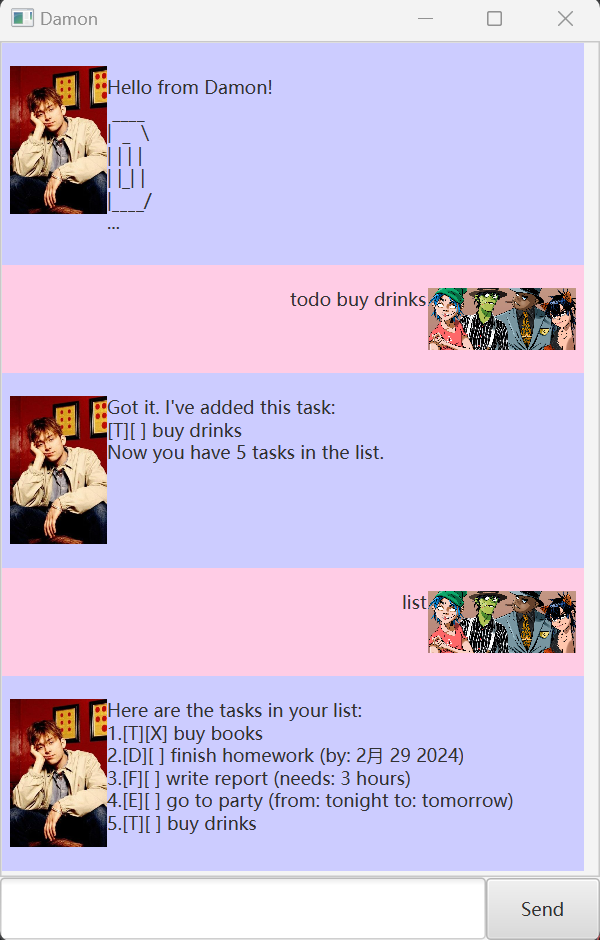 Damon
Hello from Damon!
 ____
|  _  \
| | | |
| |_| |
|____/
...
todo buy drinks
Got it. I've added this task:
[T][ ] buy drinks
Now you have 5 tasks in the list.
list
Here are the tasks in your list:
1.[T][X] buy books
2.[D][ ] finish homework (by: 2月 29 2024)
3.[F][ ] write report (needs: 3 hours)
4.[E][ ] go to party (from: tonight to: tomorrow)
5.[T][ ] buy drinks
Send